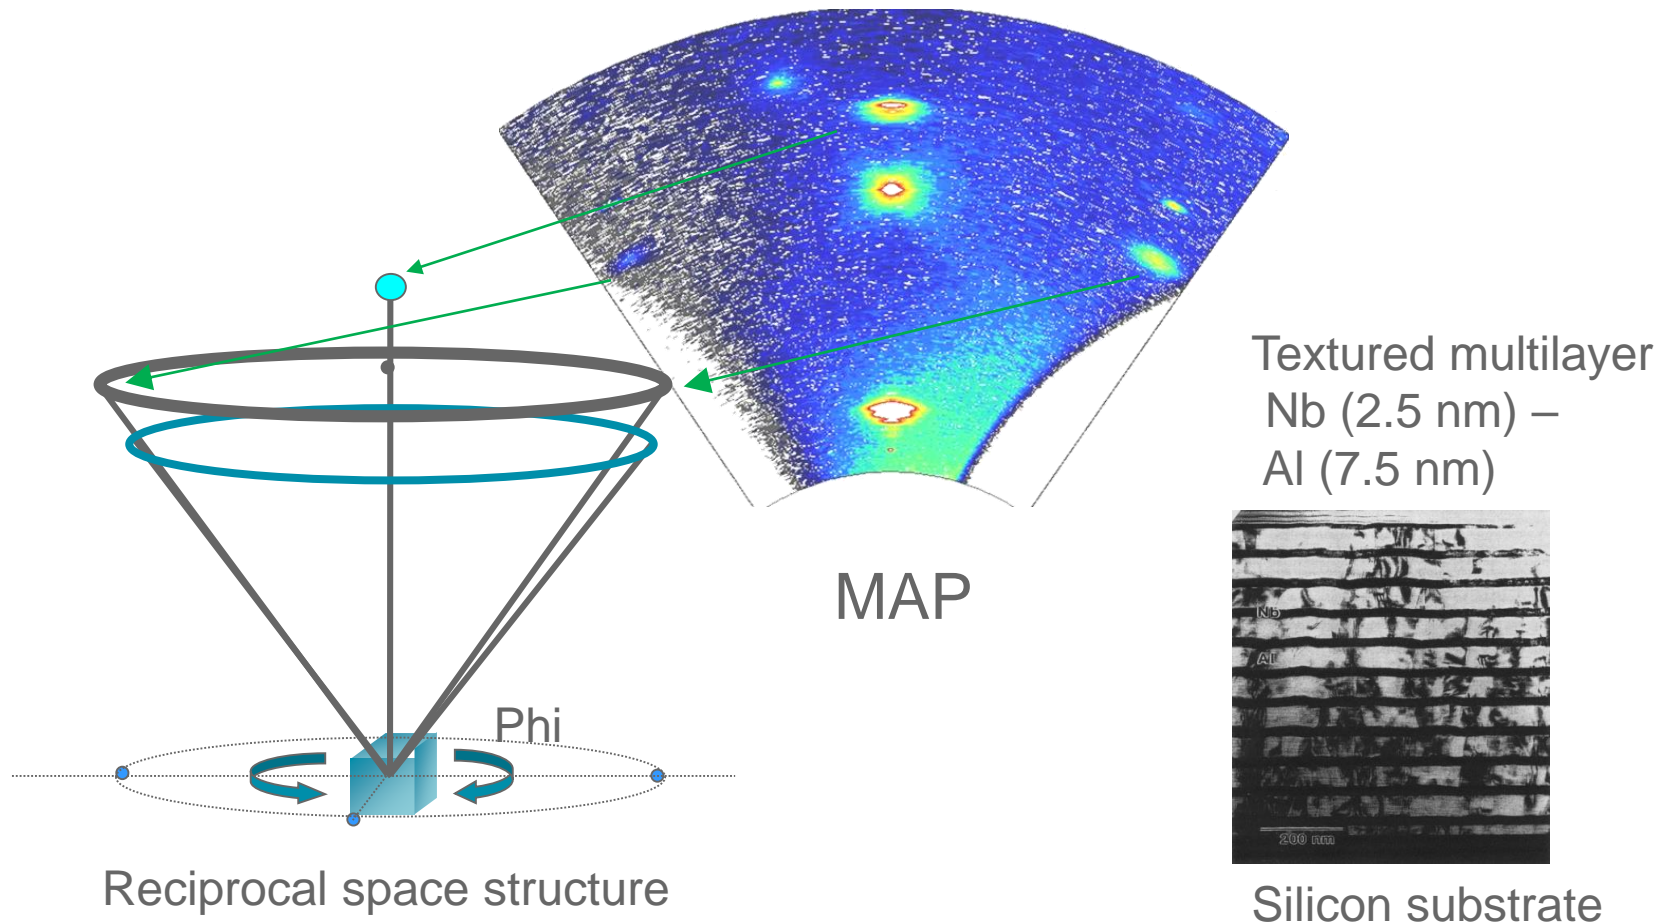 Textured multilayer
Nb (2.5 nm) –
Al (7.5 nm)
MAP
Nb
Al
Phi
200 nm
Reciprocal space structure
Silicon substrate